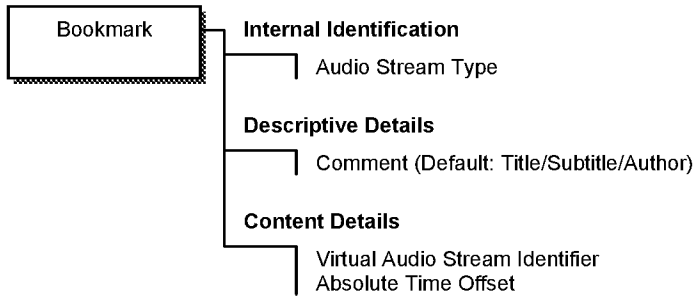 Bookmark
Internal Identification
Audio Stream Type
Descriptive Details
Comment (Default: Title/Subtitle/Author)
Content Details
Virtual Audio Stream Identifier
Absolute Time Offset